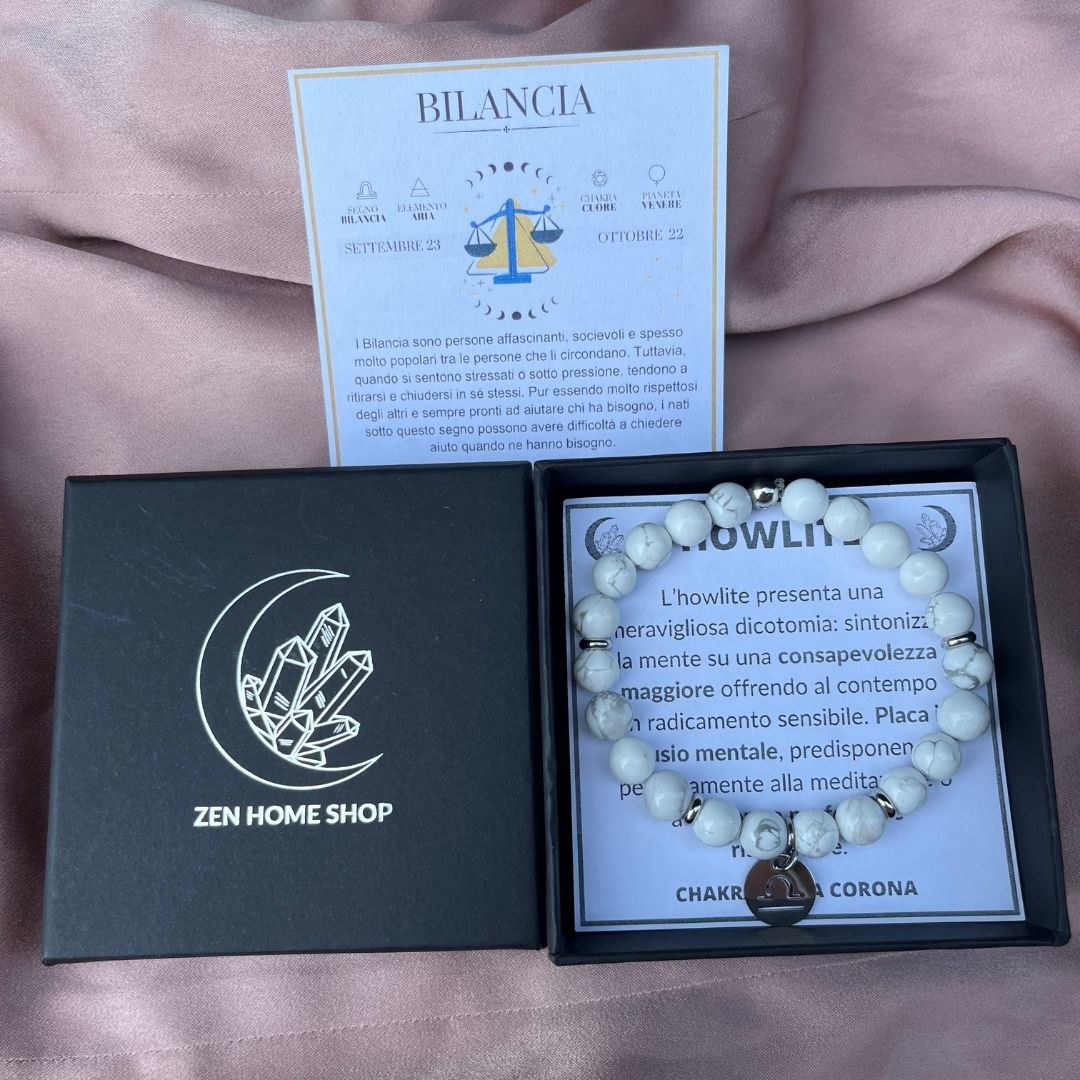 BILANCIA
SEGNO
BILANCIA
ELEMENTO
ARIA
CHAKRA
CUORE
PIANETA
VENERE
SETTEMBRE 23
OTTOBRE 22
I Bilancia sono persone affascinanti, socievoli e spesso
molto popolari tra le persone che li circondano. Tuttavia,
quando si sentono stressati o sotto pressione, tendono a
ritirarsi e chiudersi in sé stessi. Pur essendo molto rispettosi
degli altri e sempre pronti ad aiutare chi ha bisogno, i nati
sotto questo segno possono avere difficoltà a chiedere
aiuto quando ne hanno bisogno.
ZEN HOME SHOP
HOWLITE
L'howlite presenta una
meravigliosa dicotomia: sintonizza
la mente su una consapevolezza
maggiore offrendo al contempo
un radicamento sensibile. Placa
mentale,
alla
CORONA